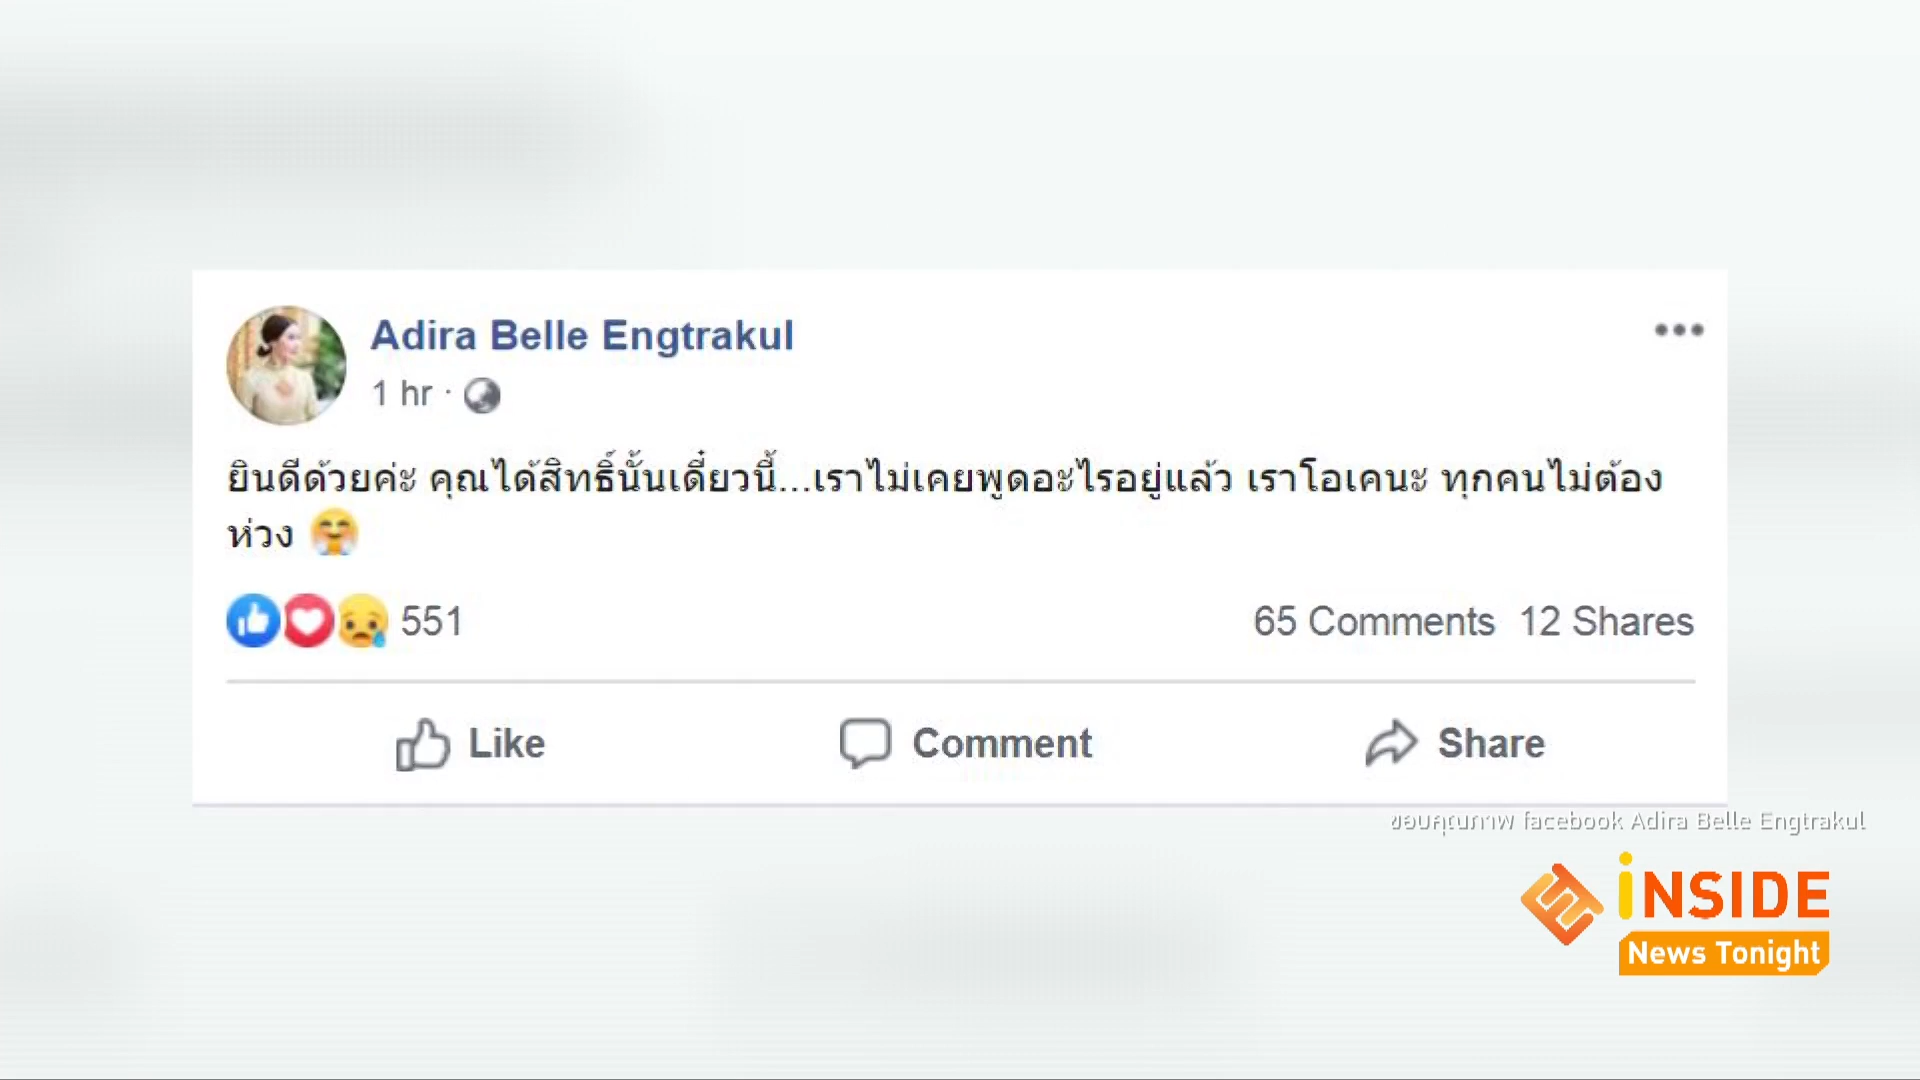 Adira Belle Engtrakul
1 hr ·
ยินดีด้วยค่ะ คุณได้สิทธิ์นั้นเดี๋ยวนี้...เราไม่เคยพูดอะไรอยู่แล้ว เราโอเคนะ ทุกคนไม่ต้อง
ห่วง 🤗
551
65 Comments 12 Shares
Like
Comment
Share
ขอบคุณภาพ facebook Adira Belle Engtrakul
iNSIDE
News Tonight